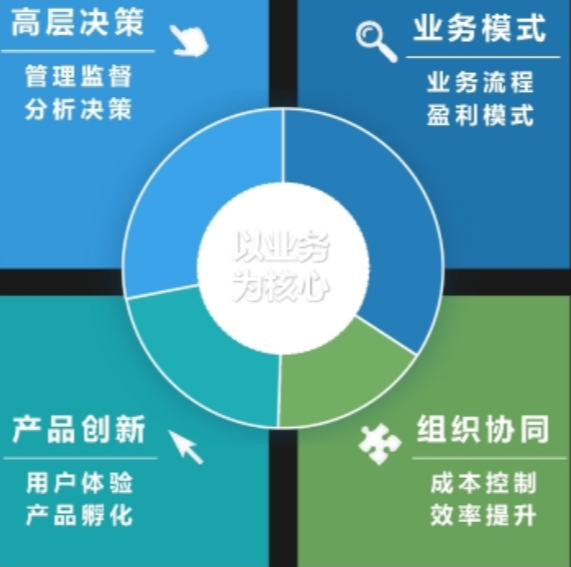 高层决策
管理监督
分析决策
业务模式
业务流程
盈利模式
以业务
为核心
产品创新
用户体验
产品孵化
组织协同
成本控制
效率提升